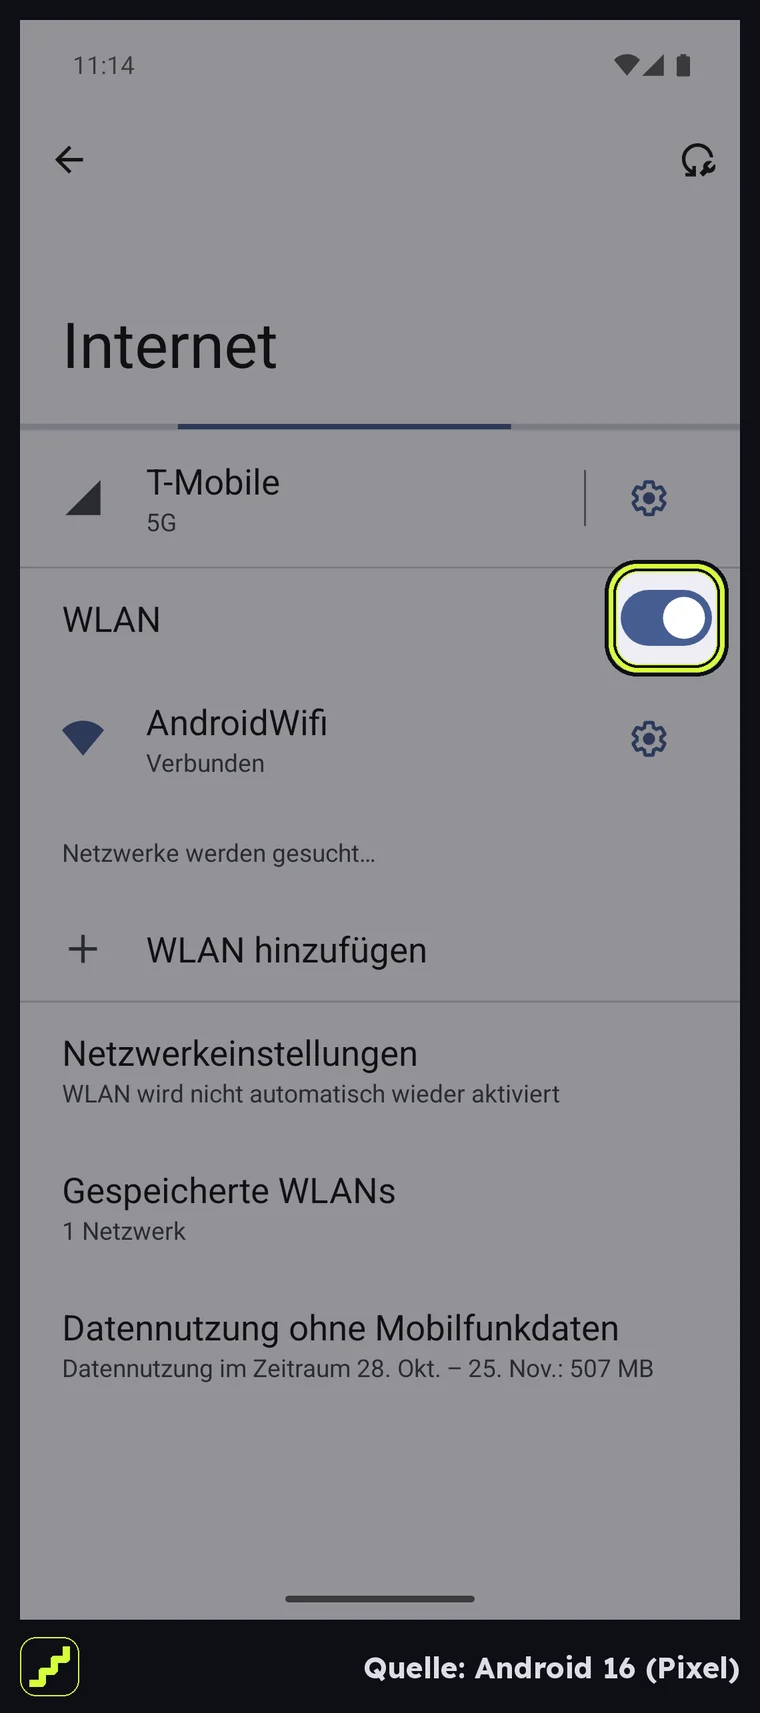 11:14
Internet
T-Mobile
5G
WLAN
AndroidWifi
Verbunden
Netzwerke werden gesucht…
WLAN hinzufügen
Netzwerkeinstellungen
WLAN wird nicht automatisch wieder aktiviert
Gespeicherte WLANs
1 Netzwerk
Datennutzung ohne Mobilfunkdaten
Datennutzung im Zeitraum 28. Okt. – 25. Nov.: 507 MB
Quelle: Android 16 (Pixel)